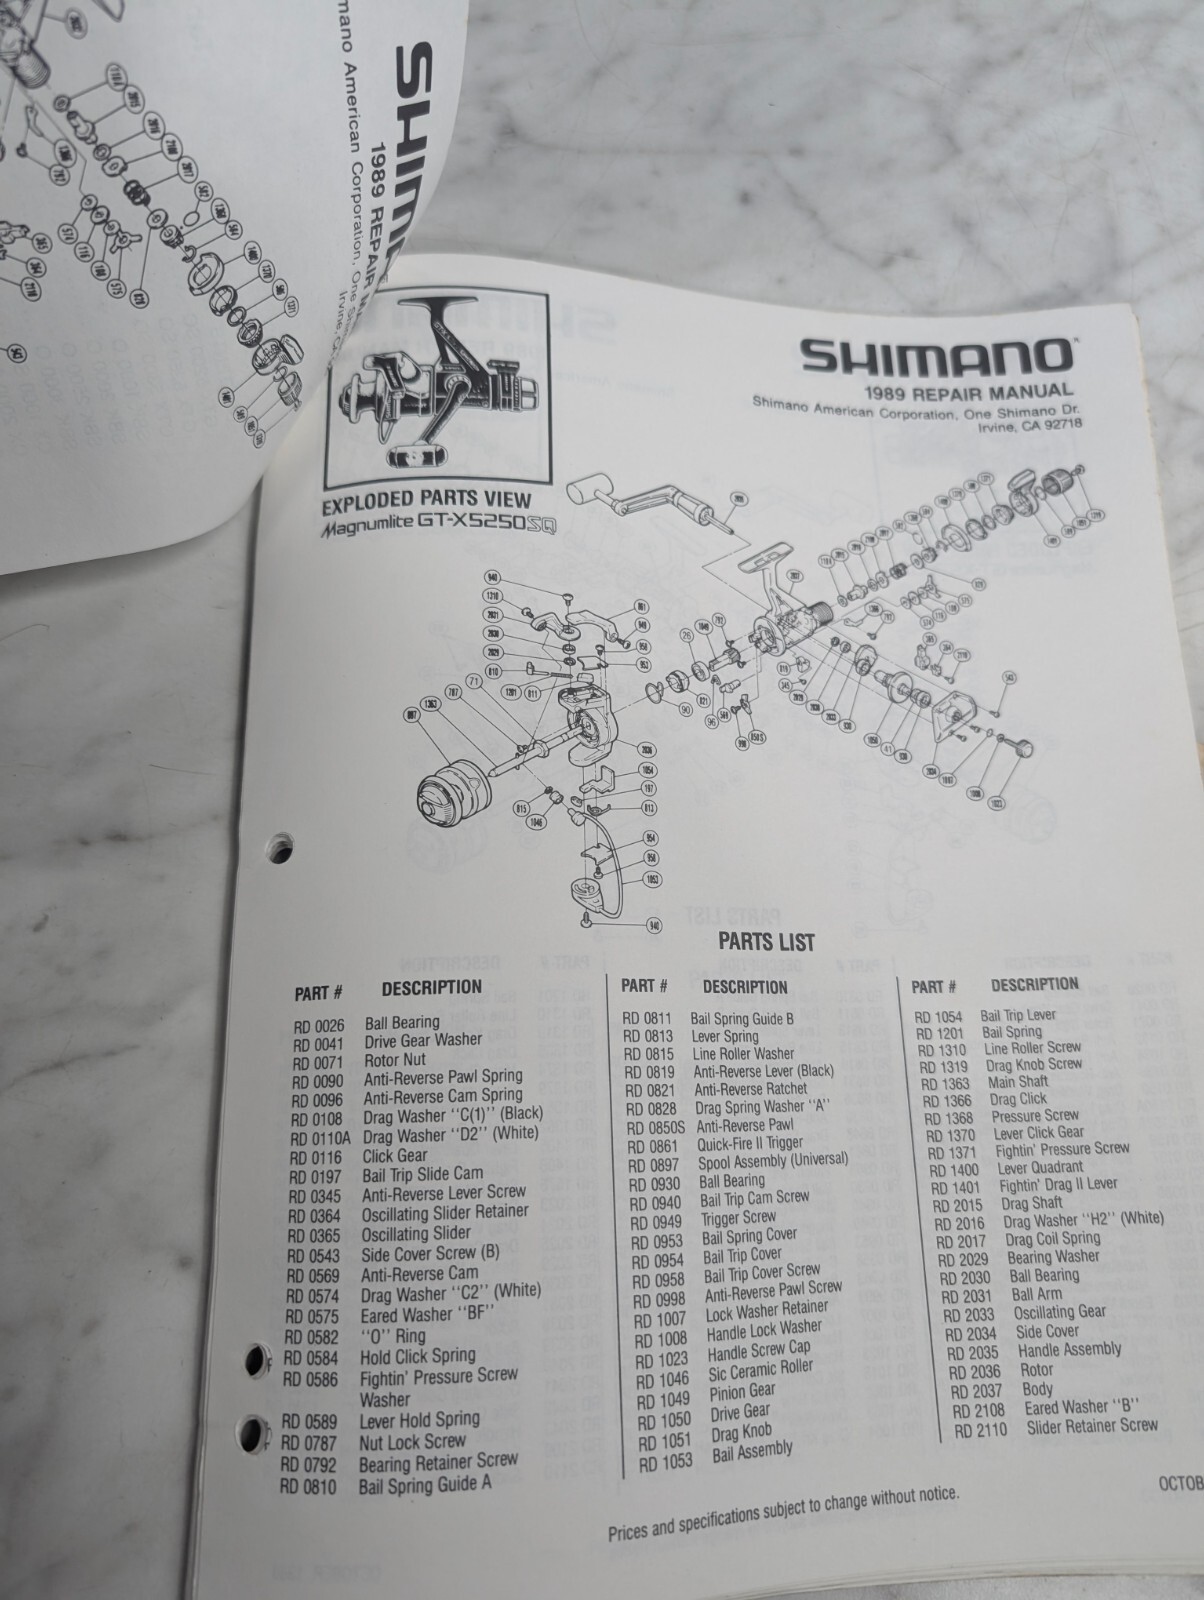 SHIM
1989 REPAIR
mano American Corporation, One Shi
Irvine, C
SHIMANO
1989 REPAIR MANUAL
Shimano American Corporation, One Shimano Dr.
Irvine, CA 92718
EXPLODED PARTS VIEW
Magnumlite GT-X5250SQ
PARTS LIST
PART # DESCRIPTION
RD 0026 Ball Bearing
RD 0041 Drive Gear Washer
RD 0071 Rotor Nut
RD 0090 Anti-Reverse Pawl Spring
RD 0096 Anti-Reverse Cam Spring
RD 0108 Drag Washer "C(1)" (Black)
RD 0110A Drag Washer "D2" (White)
RD 0116 Click Gear
RD 0197 Bail Trip Slide Cam
RD 0345 Anti-Reverse Lever Screw
RD 0364 Oscillating Slider Retainer
RD 0365 Oscillating Slider
RD 0543 Side Cover Screw (B)
RD 0569 Anti-Reverse Cam
RD 0574 Drag Washer "C2" (White)
RD 0575 Eared Washer "BF"
RD 0582 "O" Ring
RD 0584 Hold Click Spring
RD 0586 Fightin' Pressure Screw
Washer
RD 0589 Lever Hold Spring
RD 0787 Nut Lock Screw
RD 0792 Bearing Retainer Screw
RD 0810 Bail Spring Guide A
PART # DESCRIPTION
RD 0811 Bail Spring Guide B
RD 0813 Lever Spring
RD 0815 Line Roller Washer
RD 0819 Anti-Reverse Lever (Black)
RD 0821 Anti-Reverse Ratchet
RD 0828 Drag Spring Washer "A"
RD 0850S Anti-Reverse Pawl
RD 0861 Quick-Fire II Trigger
RD 0897 Spool Assembly (Universal)
RD 0930 Ball Bearing
RD 0940 Bail Trip Cam Screw
RD 0949 Trigger Screw
RD 0953 Bail Spring Cover
RD 0954 Bail Trip Cover
RD 0958 Bail Trip Cover Screw
RD 0998 Anti-Reverse Pawl Screw
RD 1007 Lock Washer Retainer
RD 1008 Handle Lock Washer
RD 1023 Handle Screw Cap
RD 1046 Sic Ceramic Roller
RD 1049 Pinion Gear
RD 1050 Drive Gear
RD 1051 Drag Knob
RD 1053 Bail Assembly
PART # DESCRIPTION
RD 1054 Bail Trip Lever
RD 1201 Bail Spring
RD 1310 Line Roller Screw
RD 1319 Drag Knob Screw
RD 1363 Main Shaft
RD 1366 Drag Click
RD 1368 Pressure Screw
RD 1370 Lever Click Gear
RD 1371 Fightin' Pressure Screw
RD 1400 Lever Quadrant
RD 1401 Fightin' Drag II Lever
RD 2015 Drag Shaft
RD 2016 Drag Washer "H2" (White)
RD 2017 Drag Coil Spring
RD 2029 Bearing Washer
RD 2030 Ball Bearing
RD 2031 Ball Arm
RD 2033 Oscillating Gear
RD 2034 Side Cover
RD 2035 Handle Assembly
RD 2036 Rotor
RD 2037 Body
RD 2108 Eared Washer "B"
RD 2110 Slider Retainer Screw
OCTOB
Prices and specifications subject to change without notice.